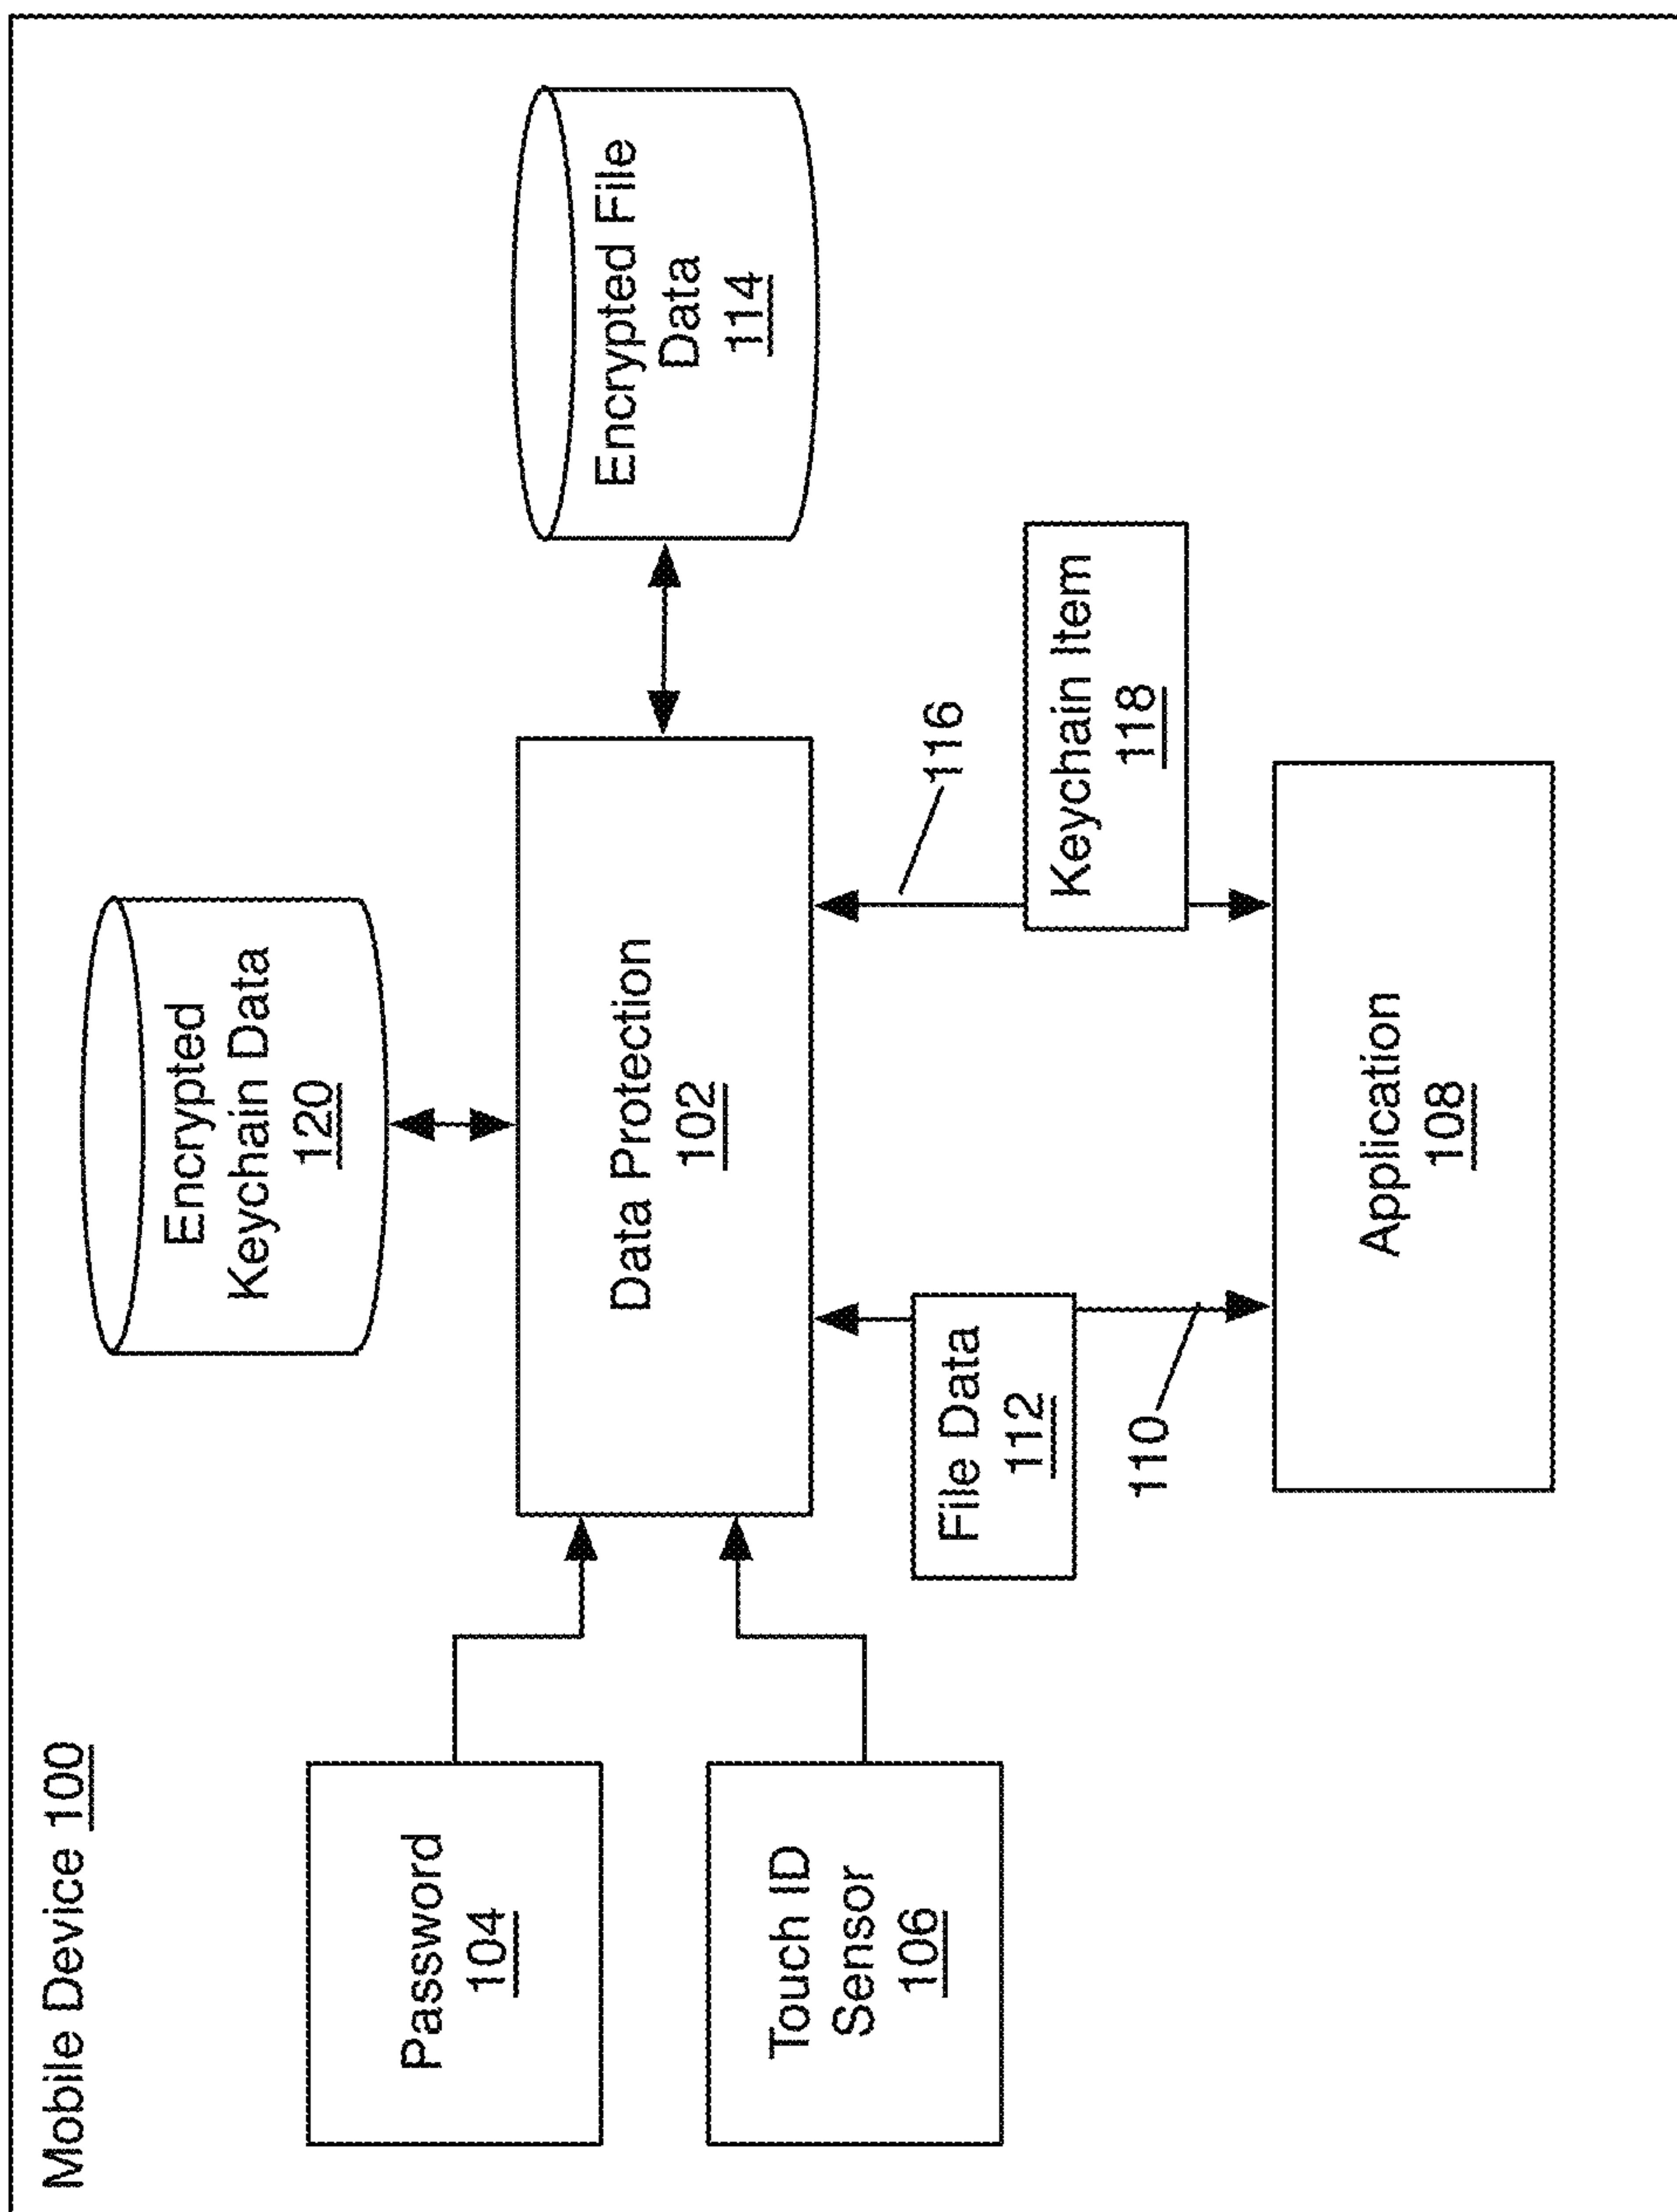 Mobile Device 100
Encrypted
Keychain Data
120
Password
104
Touch ID
Sensor
106
Data Protection
102
Encrypted File
Data
114
File Data
112
110
116
Keychain Item
118
Application
108